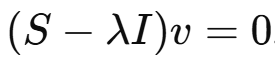 (S − λI)v = 0.